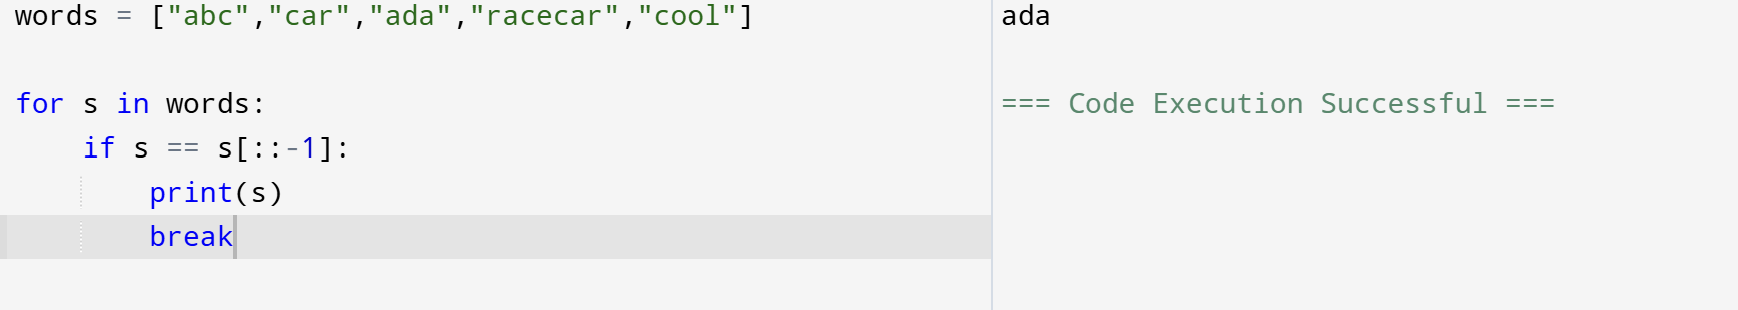 words = ["abc","car","ada","racecar","cool"]
for s in words:
    if s == s[::-1]:
        print(s)
        break
ada
=== Code Execution Successful ===